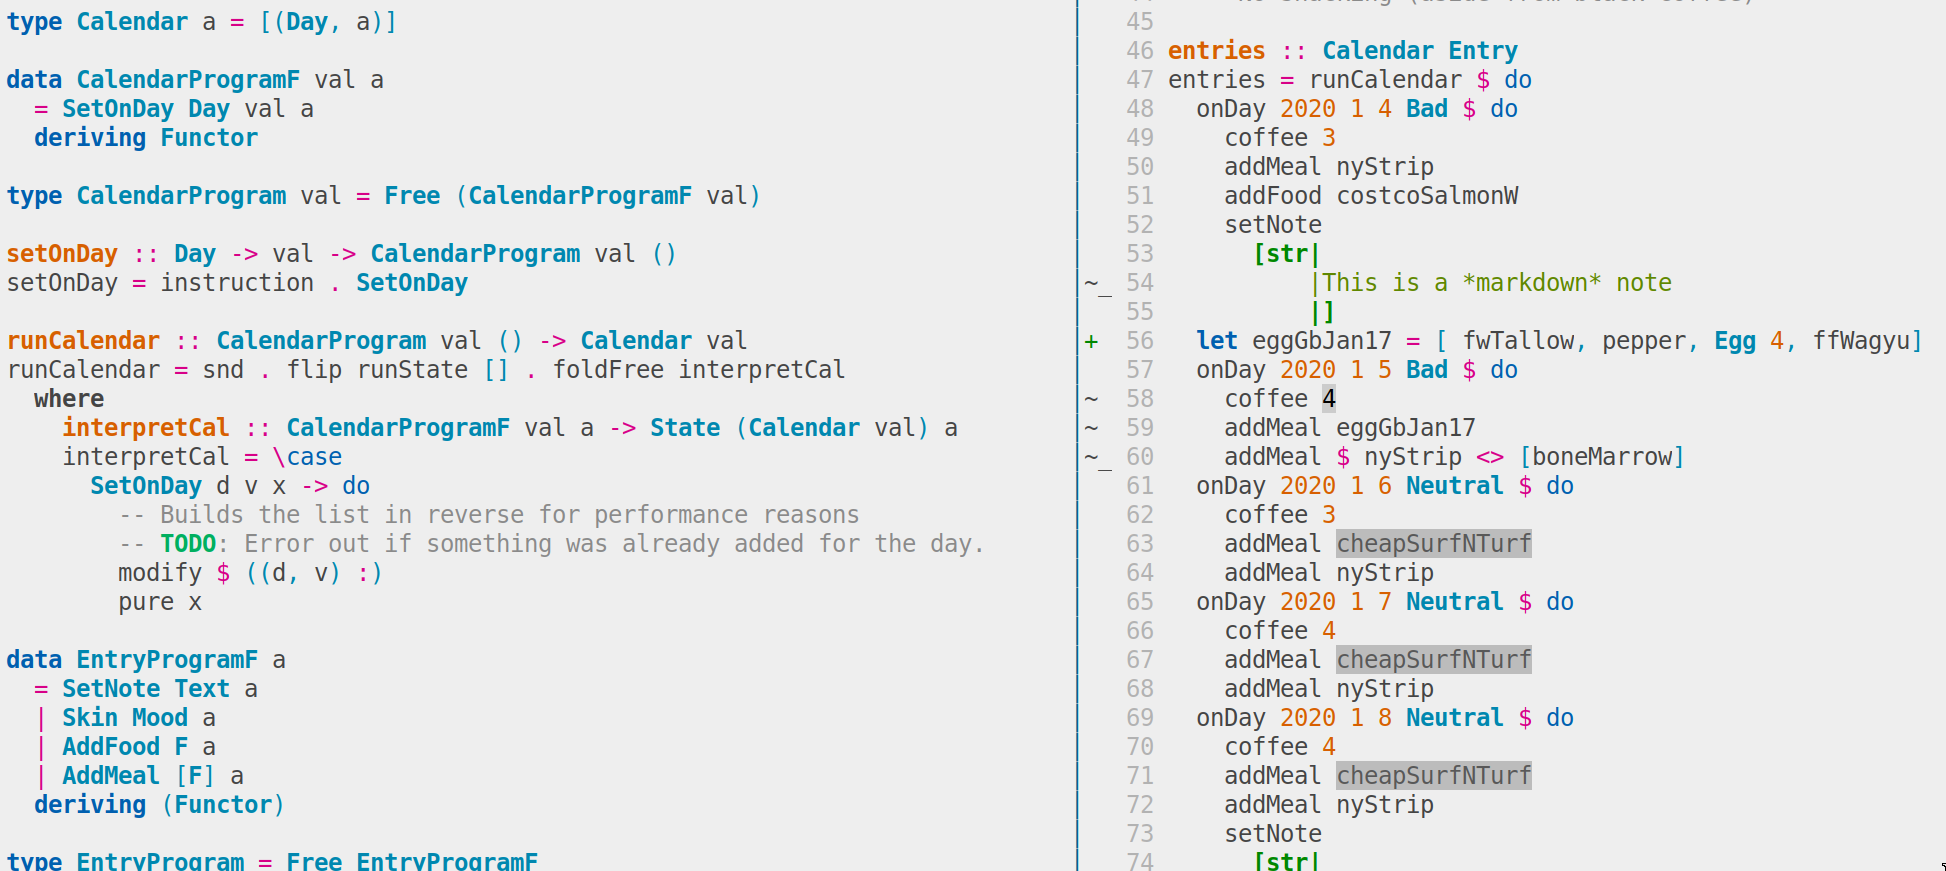 type Calendar a = [(Day, a)]

data CalendarProgramF val a
  = SetOnDay Day val a
  deriving Functor

type CalendarProgram val = Free (CalendarProgramF val)

setOnDay :: Day -> val -> CalendarProgram val ()
setOnDay = instruction . SetOnDay

runCalendar :: CalendarProgram val () -> Calendar val
runCalendar = snd . flip runState [] . foldFree interpretCal
  where
    interpretCal :: CalendarProgramF val a -> State (Calendar val) a
    interpretCal = \case
      SetOnDay d v x -> do
        -- Builds the list in reverse for performance reasons
        -- TODO: Error out if something was already added for the day.
        modify $ ((d, v) :)
        pure x

data EntryProgramF a
  = SetNote Text a
  | Skin Mood a
  | AddFood F a
  | AddMeal [F] a
  deriving (Functor)

type EntryProgram = Free EntryProgramF
45
46 entries :: Calendar Entry
47 entries = runCalendar $ do
48   onDay 2020 1 4 Bad $ do
49     coffee 3
50     addMeal nyStrip
51     addFood costcoSalmonW
52     setNote
53       [str|
~_ 54           |This is a *markdown* note
55           |]
+ 56   let eggGbJan17 = [ fwTallow, pepper, Egg 4, ffWagyu]
57   onDay 2020 1 5 Bad $ do
~ 58     coffee 4
~ 59     addMeal eggGbJan17
~_ 60     addMeal $ nyStrip <> [boneMarrow]
61   onDay 2020 1 6 Neutral $ do
62     coffee 3
63     addMeal cheapSurfNTurf
64     addMeal nyStrip
65   onDay 2020 1 7 Neutral $ do
66     coffee 4
67     addMeal cheapSurfNTurf
68     addMeal nyStrip
69   onDay 2020 1 8 Neutral $ do
70     coffee 4
71     addMeal cheapSurfNTurf
72     addMeal nyStrip
73     setNote
74       [str|